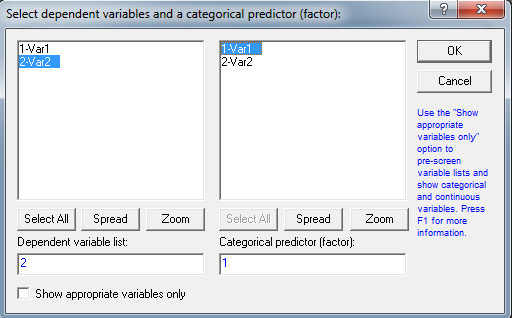 Select dependent variables and a categorical predictor (factor):
?
1-Var1
2-Var2
1-Var1
2-Var2
OK
Cancel
Use the "Show
appropriate
variables only"
option to
pre-screen
variable lists and
show categorical
and continuous
variables. Press
F1 for more
information.
Select All
Spread
Zoom
Select All
Spread
Zoom
Dependent variable list:
Categorical predictor (factor):
2
1
Show appropriate variables only